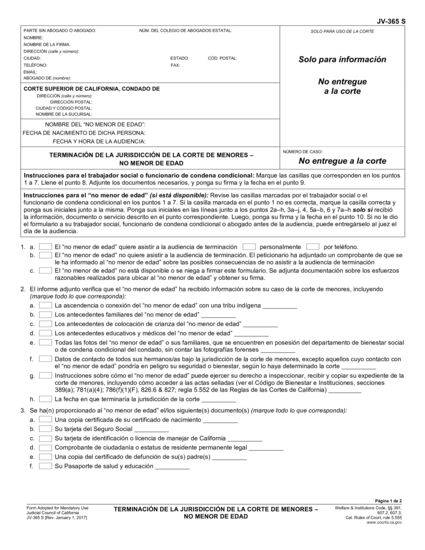 JV-365 S
PARTE SIN ABOGADO O ABOGADO: NÚM. DEL COLEGIO DE ABOGADOS ESTATAL: SOLO PARA USO DE LA CORTE
NOMBRE:
NOMBRE DE LA FIRMA:
DIRECCIÓN (calle y número):
CIUDAD: ESTADO: CÓD. POSTAL:
TELÉFONO: FAX:
EMAIL:
ABOGADO DE (nombre):
Solo para información
No entregue
a la corte
CORTE SUPERIOR DE CALIFORNIA, CONDADO DE
DIRECCIÓN (calle y número):
DIRECCIÓN POSTAL:
CIUDAD Y CÓDIGO POSTAL:
NOMBRE DE LA SUCURSAL:
NOMBRE DEL "NO MENOR DE EDAD":
FECHA DE NACIMIENTO DE DICHA PERSONA:
FECHA Y HORA DE LA AUDIENCIA:
TERMINACIÓN DE LA JURISDICCIÓN DE LA CORTE DE MENORES –
NO MENOR DE EDAD
NÚMERO DE CASO:
No entregue a la corte
Instrucciones para el trabajador social o funcionario de condena condicional: Marque las casillas que corresponden en los puntos
1 a 7. Llene el punto 8. Adjunte los documentos necesarios, y ponga su firma y la fecha en el punto 9.
Instrucciones para el "no menor de edad" (si está disponible): Revise las casillas marcadas por el trabajador social o el
funcionario de condena condicional en los puntos 1 a 7. Si la casilla marcada en el punto 1 no es correcta, marque la casilla correcta y
ponga sus iniciales junto a la misma. Ponga sus iniciales en las líneas junto a los puntos 2a–h, 3a–j, 4, 5a–b, 6 y 7a–h solo si recibió
la información, documento o servicio descrito en el punto correspondiente. Luego, ponga su firma y la fecha en el punto 10. Si no le dio
el formulario a su trabajador social, funcionario de condena condicional o abogado antes de la audiencia, puede entregárselo al juez el
día de la audiencia.
1. a. El "no menor de edad" quiere asistir a la audiencia de terminación personalmente por teléfono.
b. El "no menor de edad" no quiere asistir a la audiencia de terminación. El peticionario ha adjuntado un comprobante de que se
le ha informado al "no menor de edad" sobre las posibles consecuencias de no asistir a la audiencia de terminación
c. El "no menor de edad" no está disponible o se niega a firmar este formulario. Se adjunta documentación sobre los esfuerzos
razonables realizados para ubicar al "no menor de edad" y obtener su firma.
2. El informe adjunto verifica que el "no menor de edad" ha recibido información sobre su caso de la corte de menores, incluyendo
(marque todo lo que corresponda):
a. La ascendencia o conexión del "no menor de edad" con una tribu indígena
b. Los antecedentes familiares del "no menor de edad"
c. Los antecedentes de colocación de crianza del "no menor de edad"
d. Los antecedentes educativos y médicos del "no menor de edad"
e. Todas las fotos del "no menor de edad" o sus familiares, que se encuentren en posesión del departamento de bienestar social
o de condena condicional del condado, sin contar las fotografías forenses
f. Datos de contacto de todos sus hermanos/as bajo la jurisdicción de la corte de menores, excepto aquellos cuyo contacto con
el "no menor de edad" pondría en peligro su seguridad o bienestar, según lo haya determinado la corte
g. Instrucciones sobre cómo el "no menor de edad" puede ejercer su derecho a inspeccionar, recibir y copiar su expediente de la
corte de menores, incluyendo cómo acceder a las actas selladas (ver el Código de Bienestar e Instituciones, secciones
389(a); 781(a)(4); 786(f)(1)(F), 826.6 & 827; regla 5.552 de las Reglas de las Cortes de California)
h. La fecha en que terminaría la jurisdicción de la corte
3. Se ha(n) proporcionado al "no menor de edad" el/los siguiente(s) documento(s) (marque todo lo que corresponda):
a. Una copia certificada de su certificado de nacimiento
b. Su tarjeta del Seguro Social
c. Su tarjeta de identificación o licencia de manejar de California
d. Comprobante de ciudadanía o estatus de residente permanente legal
e. Una copia del certificado de defunción de su(s) padre(s)
f. Su Pasaporte de salud y educación
Página 1 de 2
Form Adopted for Mandatory Use
Judicial Council of California
JV-365 S [Rev. January 1, 2017]
TERMINACIÓN DE LA JURISDICCIÓN DE LA CORTE DE MENORES –
NO MENOR DE EDAD
Welfare & Institutions Code, §§ 391,
607.2, 607.3;
Cal. Rules of Court, rule 5.555
www.courts.ca.gov